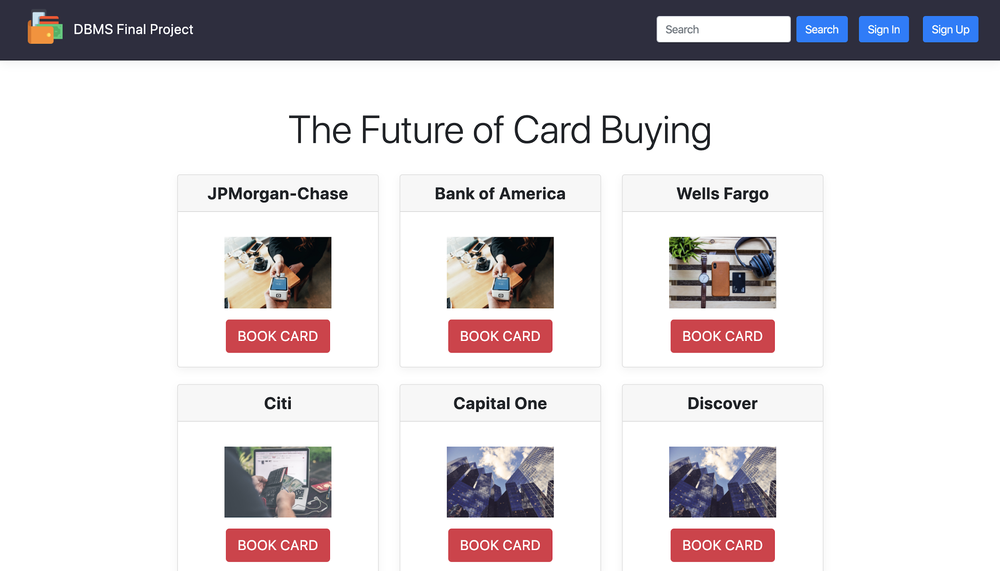 DBMS Final Project
Search Search Sign In Sign Up
The Future of Card Buying
JPMorgan-Chase Bank of America Wells Fargo
BOOK CARD BOOK CARD BOOK CARD
Citi Capital One Discover
BOOK CARD BOOK CARD BOOK CARD